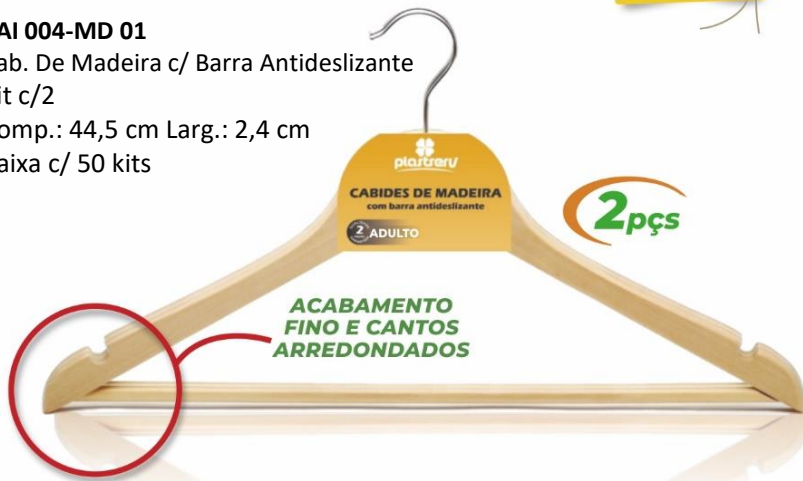 AI 004-MD 01
ab. De Madeira c/ Barra Antideslizante
it c/2
omp.: 44,5 cm Larg.: 2,4 cm
aixa c/ 50 kits
plastrery
CABIDES DE MADEIRA
com barra antideslizante
2 ADULTO
2pçs
ACABAMENTO
FINO E CANTOS
ARREDONDADOS